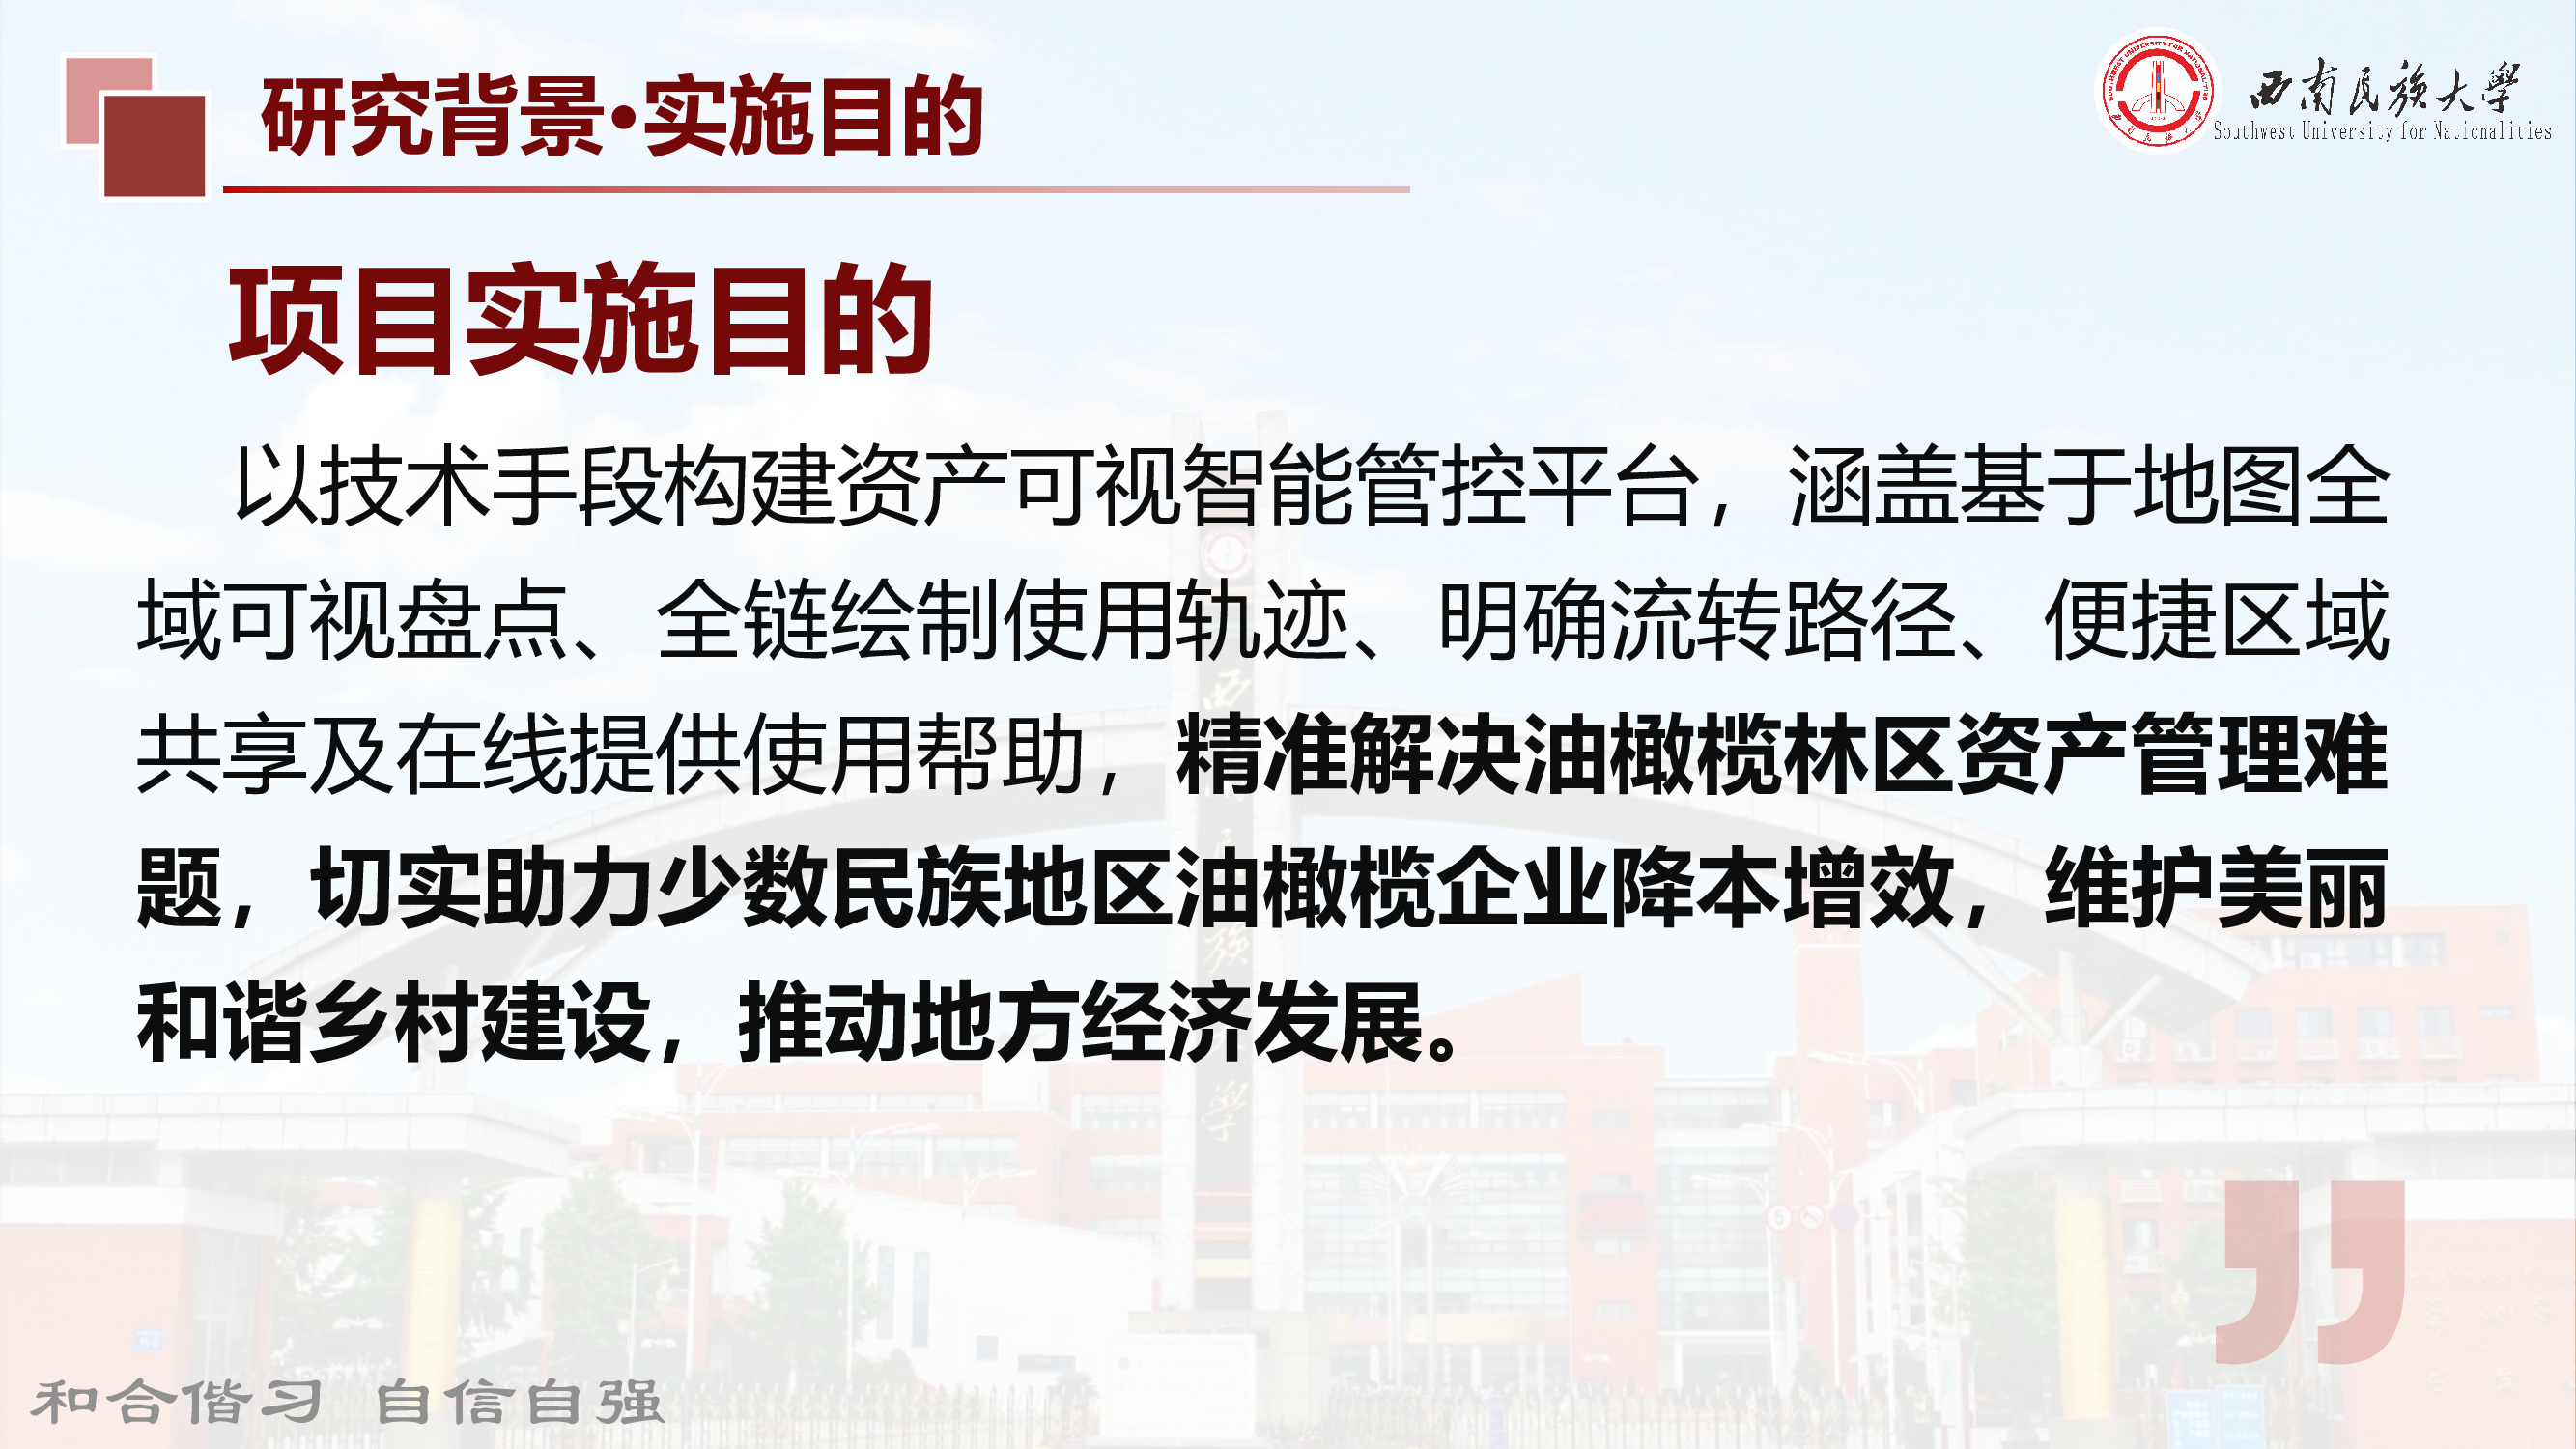 研究背景·实施目的
西南民族大学
Southwest University for Nationalities
项目实施目的
以技术手段构建资产可视智能管控平台，涵盖基于地图全
域可视盘点、全链绘制使用轨迹、明确流转路径、便捷区域
共享及在线提供使用帮助，精准解决油橄榄林区资产管理难
题，切实助力少数民族地区油橄榄企业降本增效，维护美丽
和谐乡村建设，推动地方经济发展。
和合偕习 自信自强